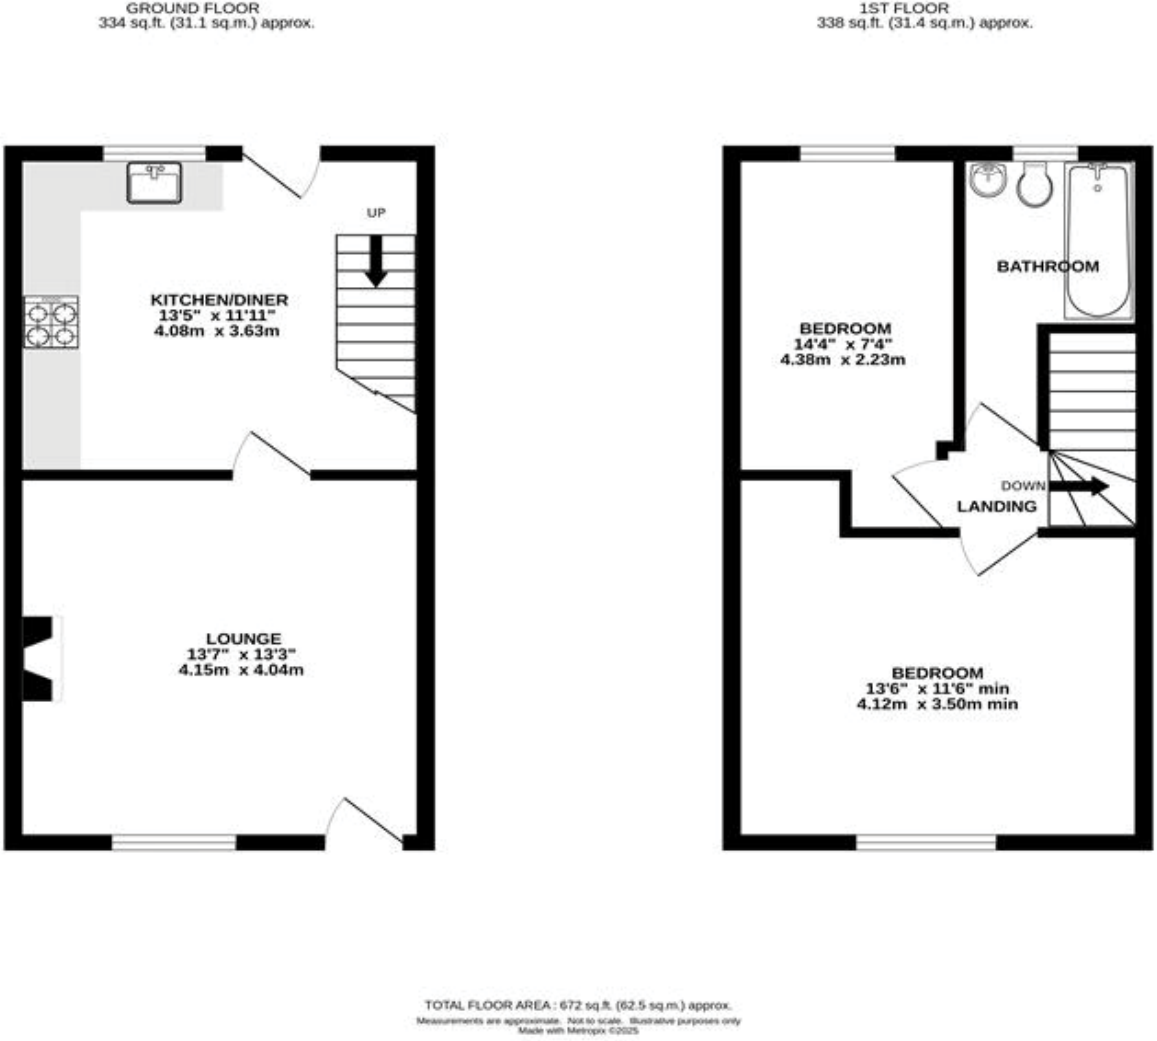 GROUND FLOOR
334 sq.ft. (31.1 sq.m.) approx.
1ST FLOOR
338 sq.ft. (31.4 sq.m.) approx.
UP
KITCHEN/DINER
13'5" x 11'11"
4.08m x 3.63m
LOUNGE
13'7" x 13'3"
4.15m x 4.04m
BATHROOM
BEDROOM
14'4" x 7'4"
4.38m x 2.23m
DOWN
LANDING
BEDROOM
13'6" x 11'6" min
4.12m x 3.50m min
TOTAL FLOOR AREA : 672 sq.ft. (62.5 sq.m.) approx.
Measurements are approximate. Not to scale. Illustrative purposes only
Made with Metropix ©2025